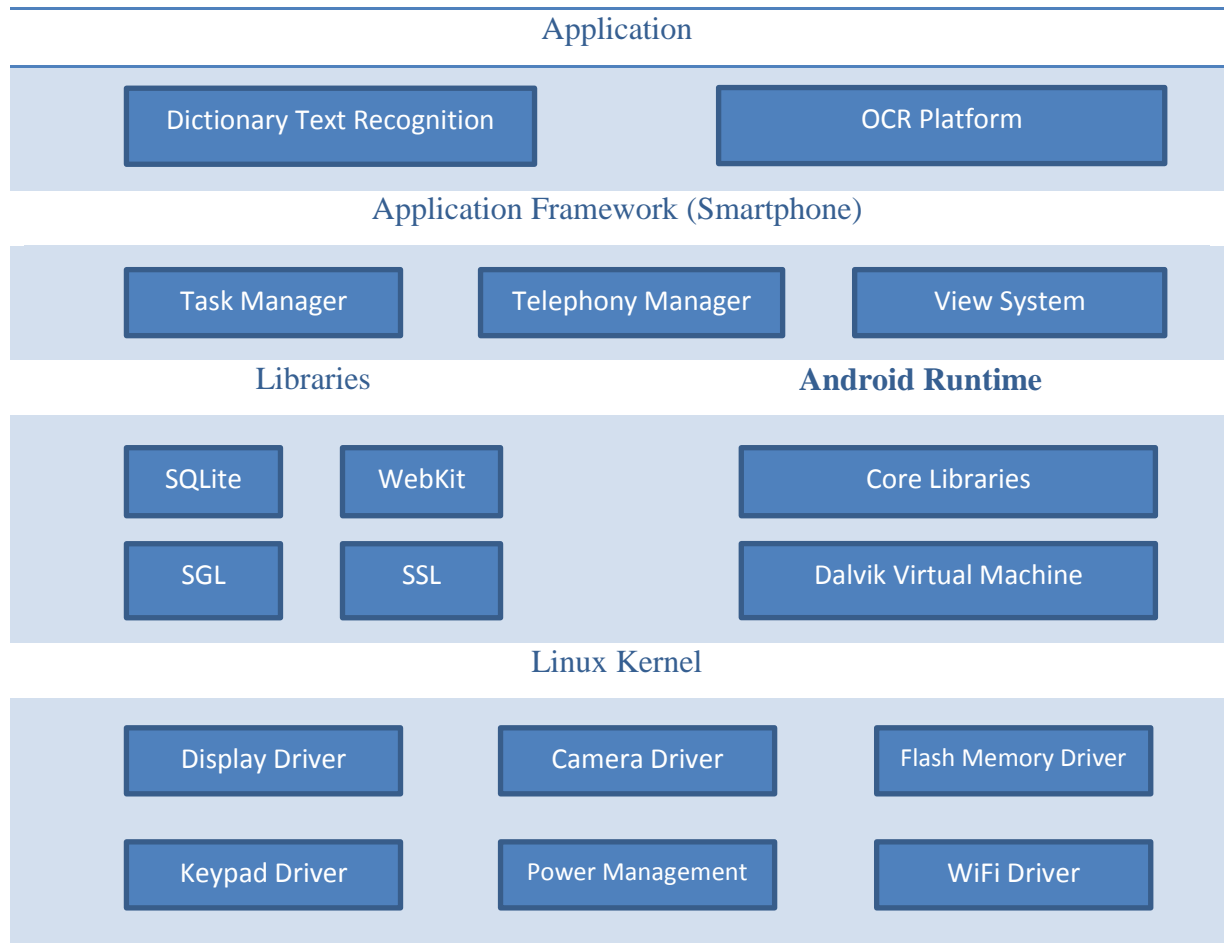 Application
Dictionary Text Recognition
OCR Platform
Application Framework (Smartphone)
Task Manager
Telephony Manager
View System
Libraries
Android Runtime
SQLite
WebKit
Core Libraries
SGL
SSL
Dalvik Virtual Machine
Linux Kernel
Display Driver
Camera Driver
Flash Memory Driver
Keypad Driver
Power Management
WiFi Driver